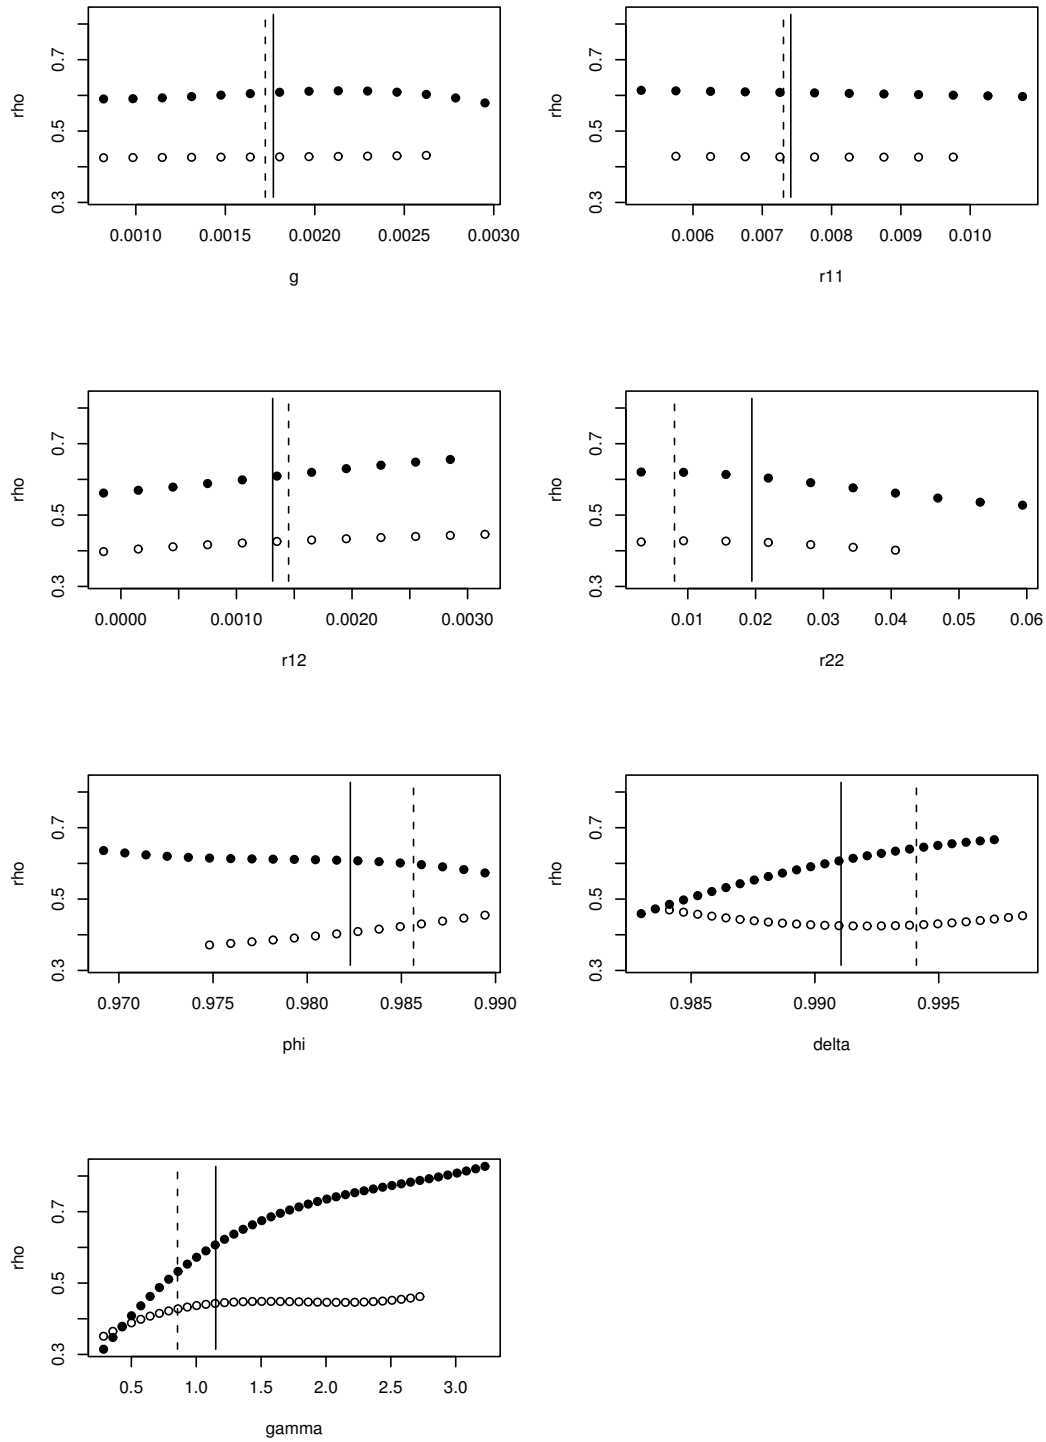 rho
0.3 0.5 0.7
0.0010 0.0015 0.0020 0.0025 0.0030
g
rho
0.3 0.5 0.7
0.006 0.007 0.008 0.009 0.010
r11
rho
0.3 0.5 0.7
0.0000 0.0010 0.0020 0.0030
r12
rho
0.3 0.5 0.7
0.01 0.02 0.03 0.04 0.05 0.06
r22
rho
0.3 0.5 0.7
0.970 0.975 0.980 0.985 0.990
phi
rho
0.3 0.5 0.7
0.985 0.990 0.995
delta
rho
0.3 0.5 0.7
0.5 1.0 1.5 2.0 2.5 3.0
gamma